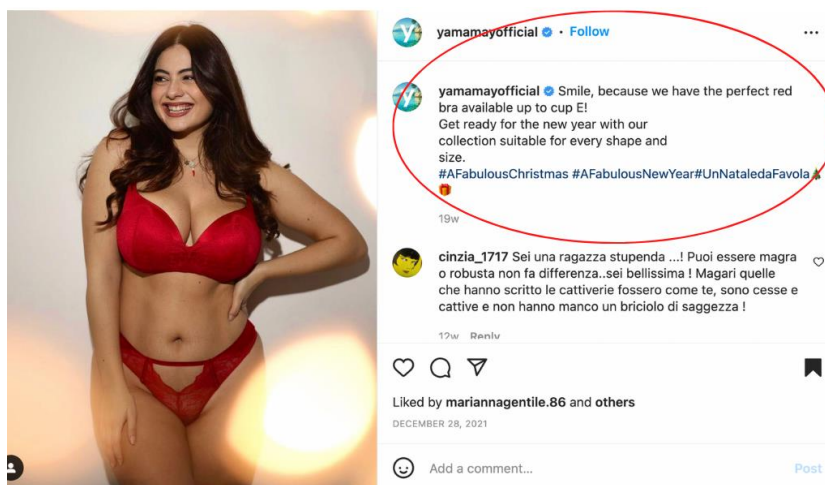 yamamayofficial • Follow
yamamayofficial Smile, because we have the perfect red
bra available up to cup E!
Get ready for the new year with our
collection suitable for every shape and
size.
#AFabulousChristmas #AFabulousNewYear#UnNataledaFavola🎄
🎁
19w
cinzia_1717 Sei una ragazza stupenda ...! Puoi essere magra
o robusta non fa differenza..sei bellissima ! Magari quelle
che hanno scritto le cattiverie fossero come te, sono cesse e
cattive e non hanno manco un briciolo di saggezza !
12w Reply
Liked by mariannagentile.86 and others
DECEMBER 28, 2021
Add a comment...
Post